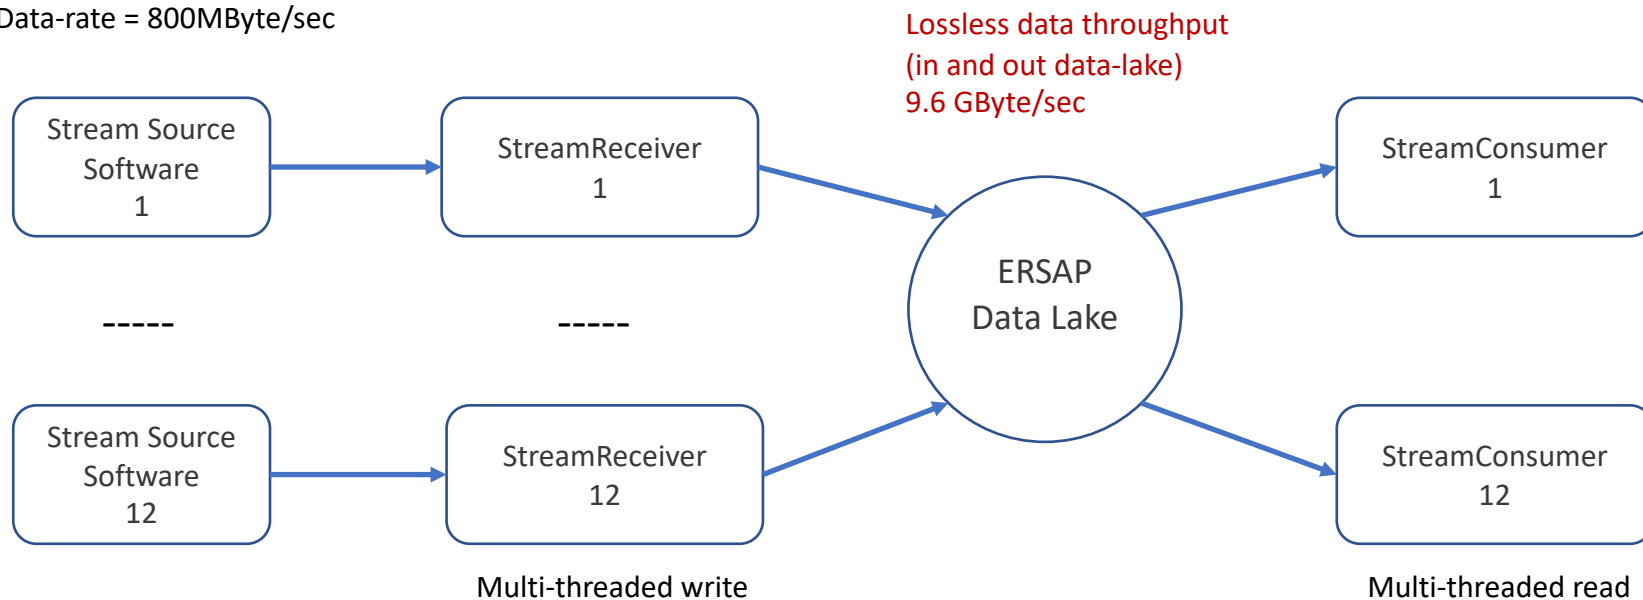 Data-rate = 800MByte/sec
Lossless data throughput
(in and out data-lake)
9.6 GByte/sec
Stream Source
Software
1
StreamReceiver
1
StreamConsumer
1
ERSAP
Data Lake
-----
-----
Stream Source
Software
12
StreamReceiver
12
StreamConsumer
12
Multi-threaded write
Multi-threaded read